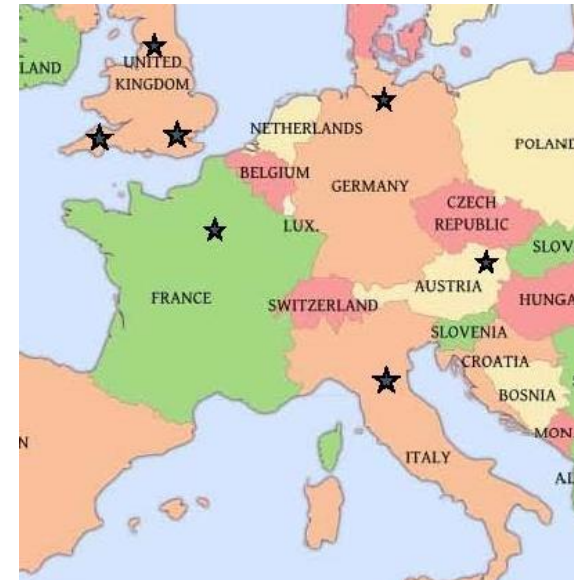 LAND
UNITED
KINGDOM
NETHERLANDS
POLAND
BELGIUM
GERMANY
CZECH
REPUBLIC
LUX.
SLOV
AUSTRIA
FRANCE
SWITZERLAND
HUNGA
SLOVENIA
CROATIA
BOSNIA
MON
N
ITALY
AL